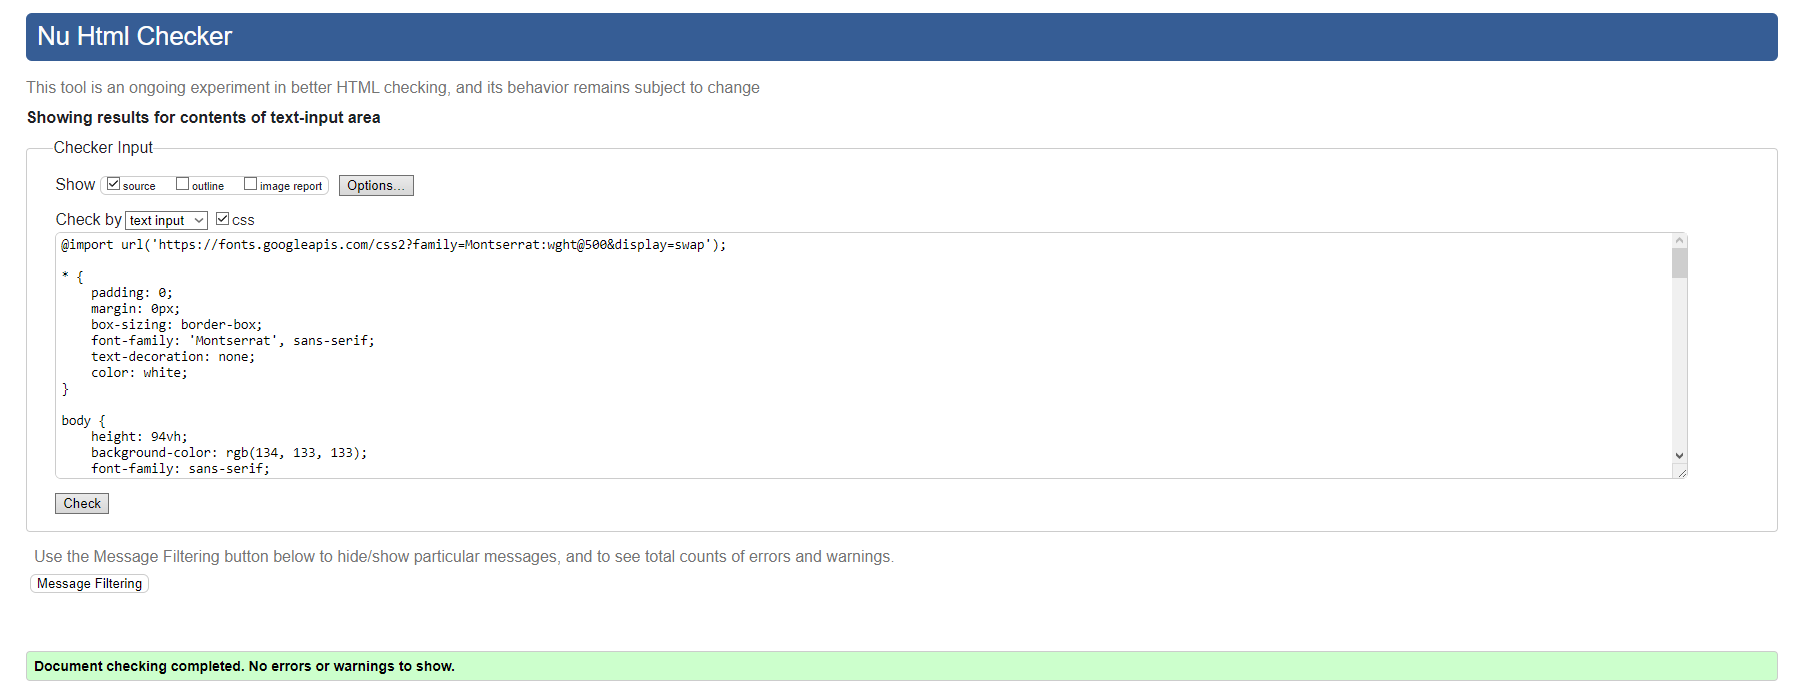 Nu Html Checker
This tool is an ongoing experiment in better HTML checking, and its behavior remains subject to change
Showing results for contents of text-input area
Checker Input
Show source outline image report Options...
Check by text input css
@import url('https://fonts.googleapis.com/css2?family=Montserrat:wght@500&display=swap');
* {
    padding: 0;
    margin: 0px;
    box-sizing: border-box;
    font-family: 'Montserrat', sans-serif;
    text-decoration: none;
    color: white;
}
body {
    height: 94vh;
    background-color: rgb(134, 133, 133);
    font-family: sans-serif;
Check
Use the Message Filtering button below to hide/show particular messages, and to see total counts of errors and warnings.
Message Filtering
Document checking completed. No errors or warnings to show.